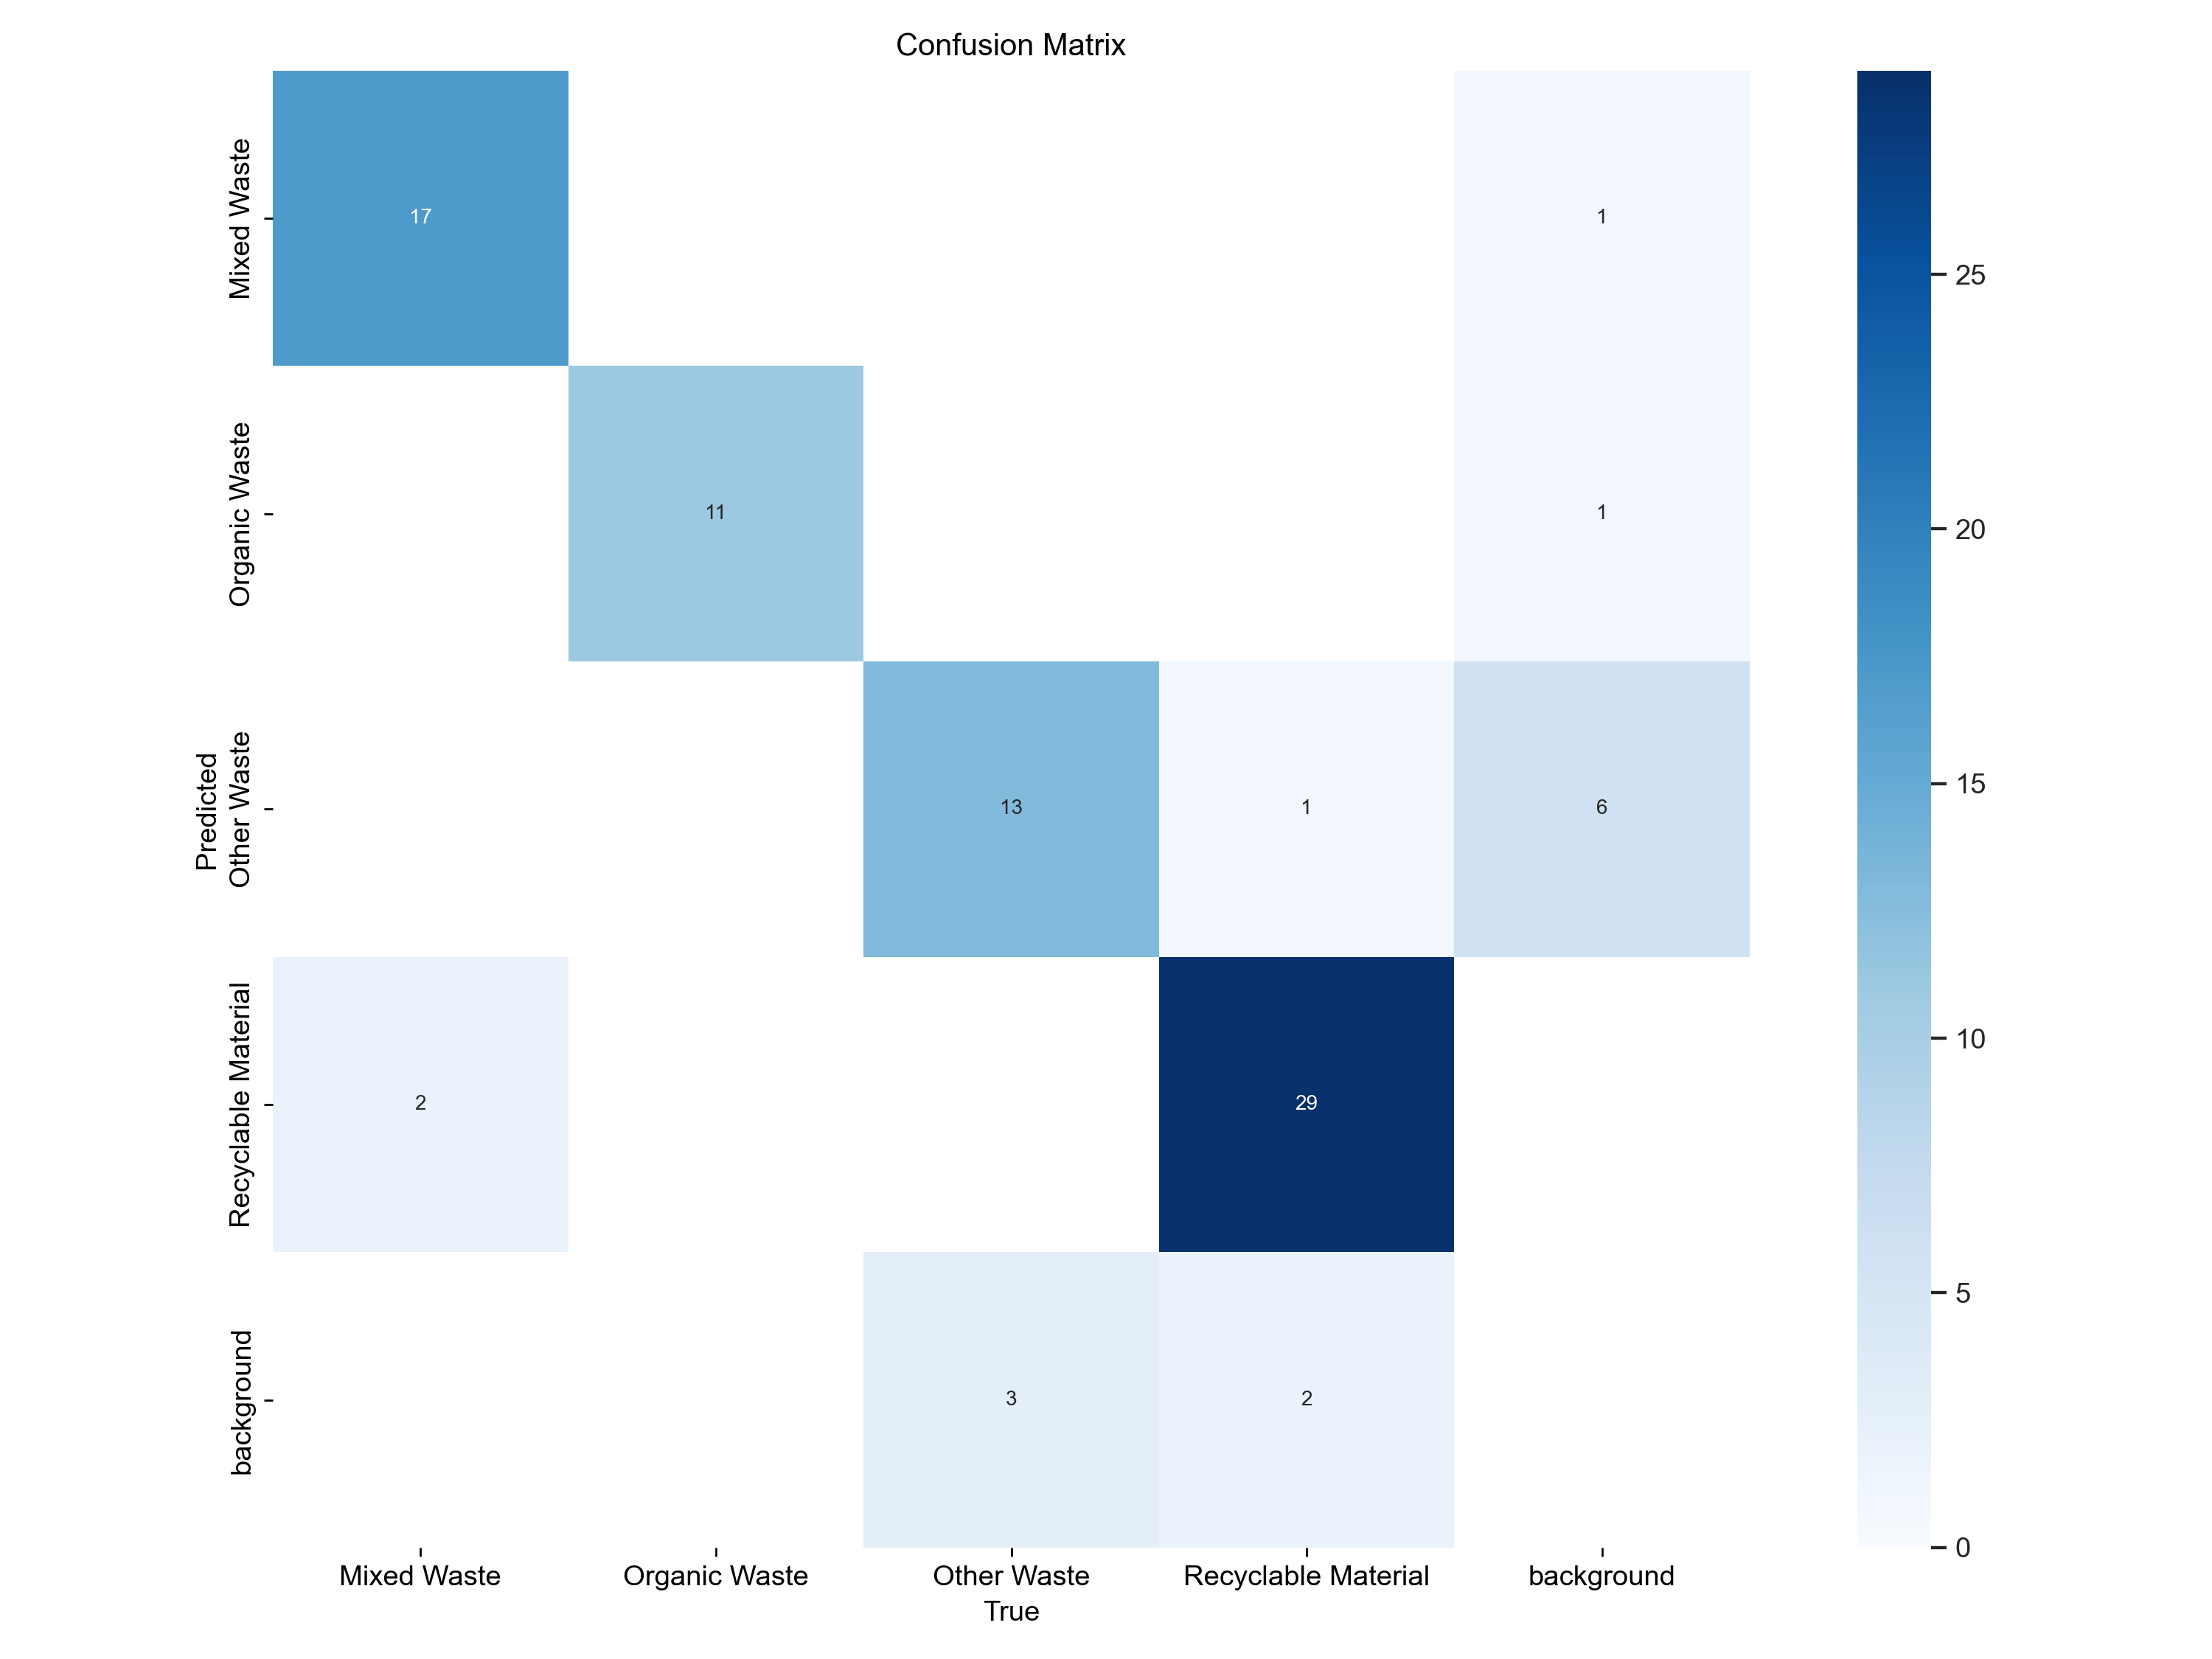 Confusion Matrix
Mixed Waste
17
1
Organic Waste
11
1
Predicted
Other Waste
13
1
6
Recyclable Material
2
29
background
3
2
Mixed Waste
Organic Waste
Other Waste
Recyclable Material
background
True
25
20
15
10
5
0